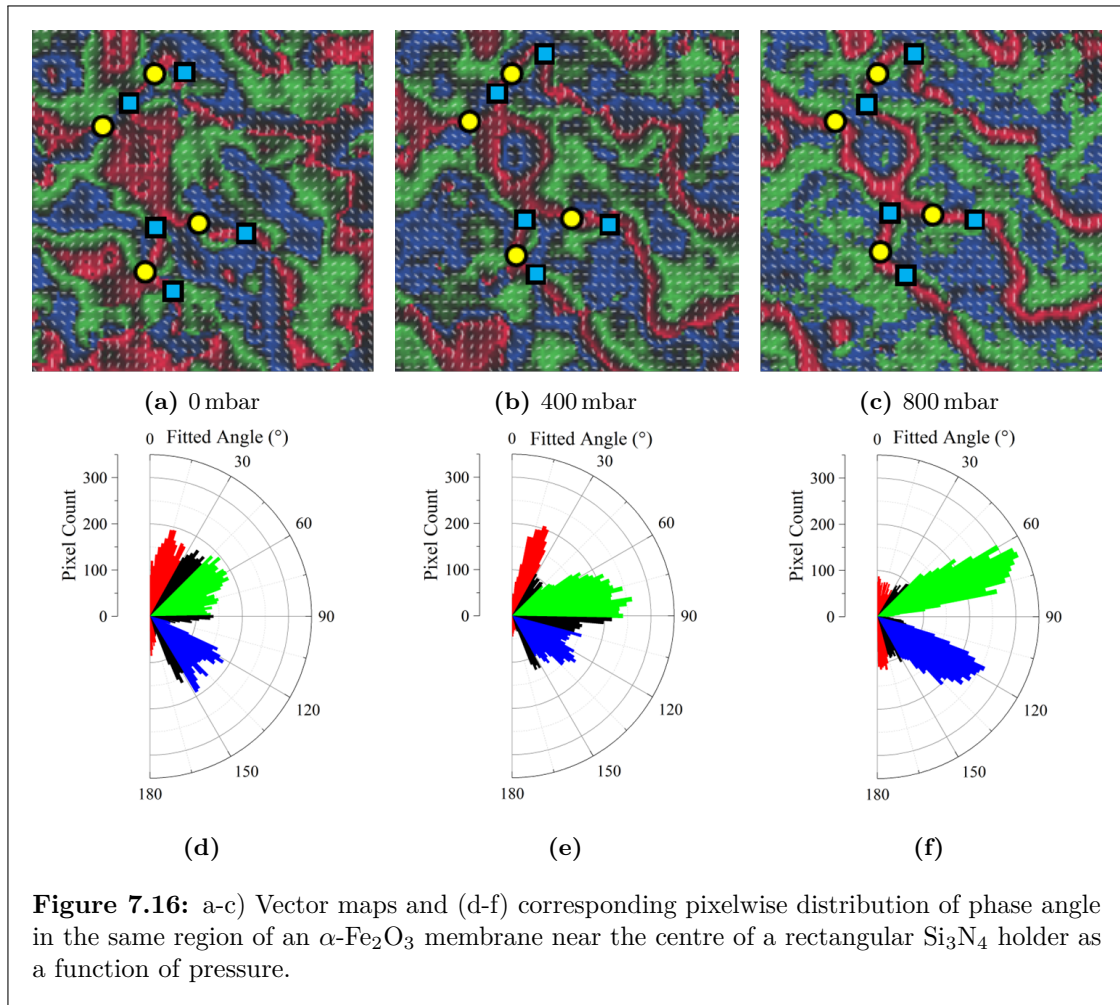 (a) 0 mbar
(b) 400 mbar
(c) 800 mbar
0 Fitted Angle (°)
30
60
90
120
150
180
Pixel Count
300
200
100
0
(d)
0 Fitted Angle (°)
30
60
90
120
150
180
Pixel Count
300
200
100
0
(e)
0 Fitted Angle (°)
30
60
90
120
150
180
Pixel Count
300
200
100
0
(f)
Figure 7.16: a-c) Vector maps and (d-f) corresponding pixelwise distribution of phase angle
in the same region of an α-Fe₂O₃ membrane near the centre of a rectangular Si₃N₄ holder as
a function of pressure.